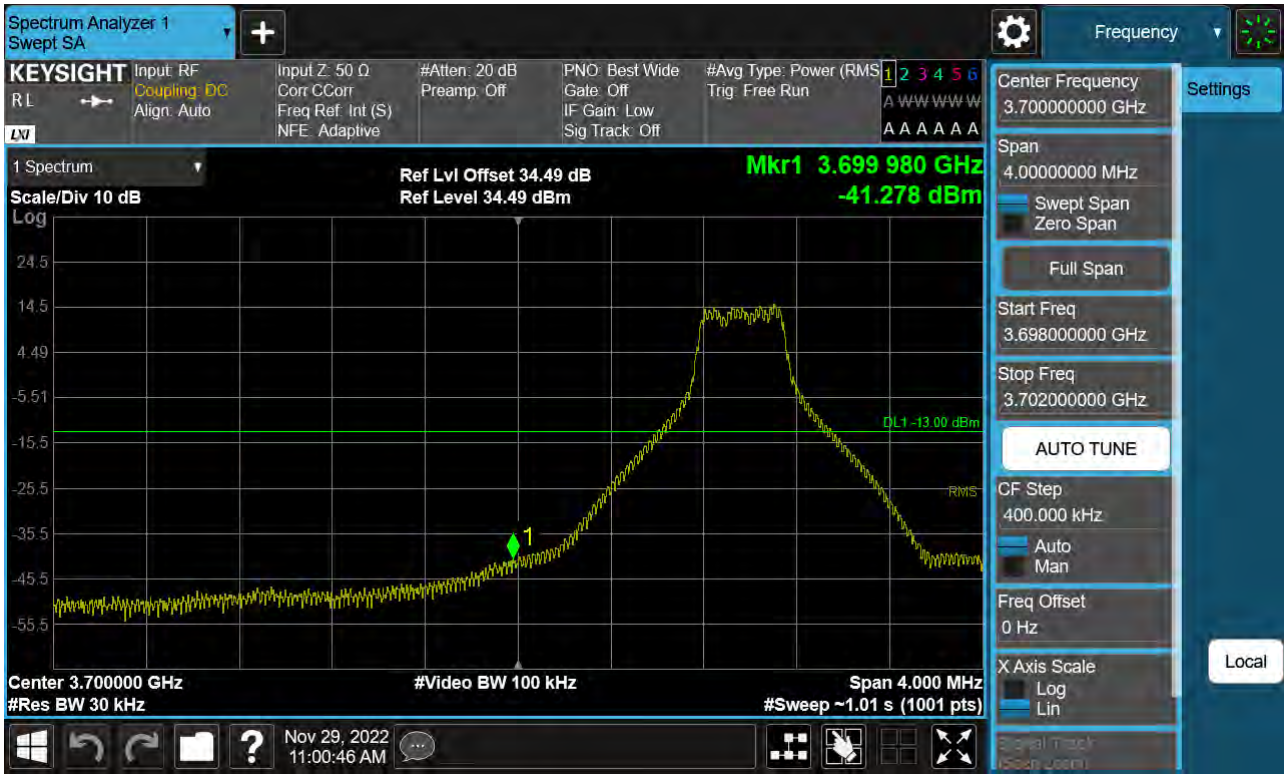 Spectrum Analyzer 1
Swept SA
+
Frequency
KEYSIGHT
RL
LXI
Input: RF
Coupling: DC
Align: Auto
Input Z: 50 Ω
Corr CCorr
Freq Ref: Int (S)
NFE: Adaptive
#Atten: 20 dB
Preamp: Off
PNO: Best Wide
Gate: Off
IF Gain: Low
Sig Track: Off
#Avg Type: Power (RMS
Trig: Free Run
1 2 3 4 5 6
A W W W W W
A A A A A A
1 Spectrum
Scale/Div 10 dB
Log
Ref Lvl Offset 34.49 dB
Ref Level 34.49 dBm
Mkr1 3.699 980 GHz
-41.278 dBm
24.5
14.5
4.49
-5.51
-15.5
-25.5
-35.5
-45.5
-55.5
DL1 -13.00 dBm
RMS
1
Center 3.700000 GHz
#Res BW 30 kHz
#Video BW 100 kHz
Span 4.000 MHz
#Sweep ~1.01 s (1001 pts)
Center Frequency
3.700000000 GHz
Settings
Span
4.00000000 MHz
Swept Span
Zero Span
Full Span
Start Freq
3.698000000 GHz
Stop Freq
3.702000000 GHz
AUTO TUNE
CF Step
400.000 kHz
Auto
Man
Freq Offset
0 Hz
X Axis Scale
Log
Lin
Signal Track
(Span Zoom)
Local
?
Nov 29, 2022
11:00:46 AM